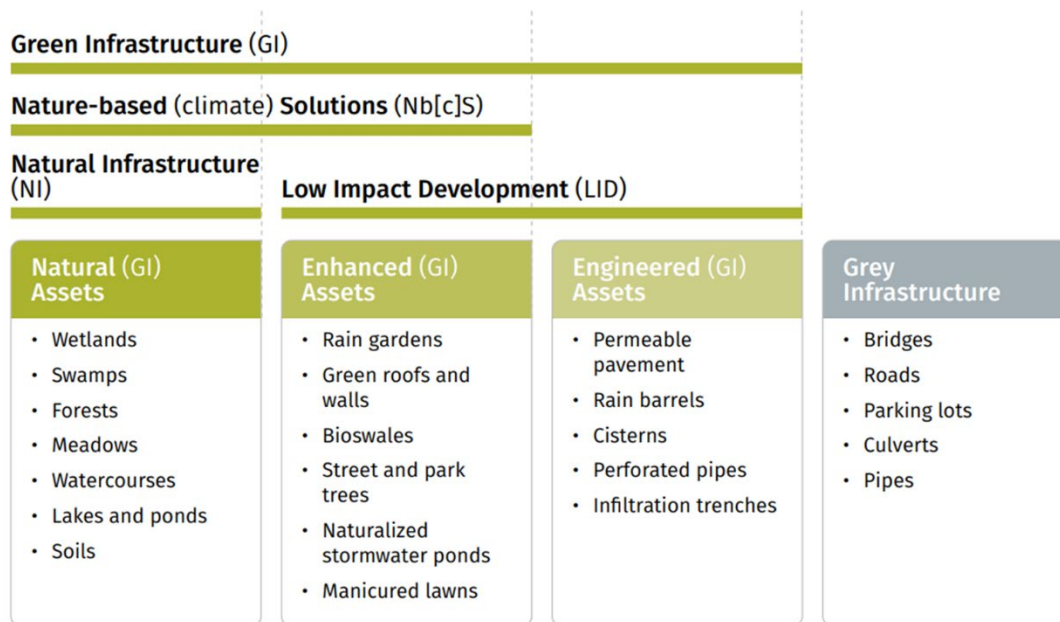 Green Infrastructure (GI)
Nature-based (climate) Solutions (Nb[c]S)
Natural Infrastructure
(NI)
Low Impact Development (LID)
Natural (GI)
Assets
• Wetlands
• Swamps
• Forests
• Meadows
• Watercourses
• Lakes and ponds
• Soils
Enhanced (GI)
Assets
• Rain gardens
• Green roofs and
walls
• Bioswales
• Street and park
trees
• Naturalized
stormwater ponds
• Manicured lawns
Engineered (GI)
Assets
• Permeable
pavement
• Rain barrels
• Cisterns
• Perforated pipes
• Infiltration trenches
Grey
Infrastructure
• Bridges
• Roads
• Parking lots
• Culverts
• Pipes